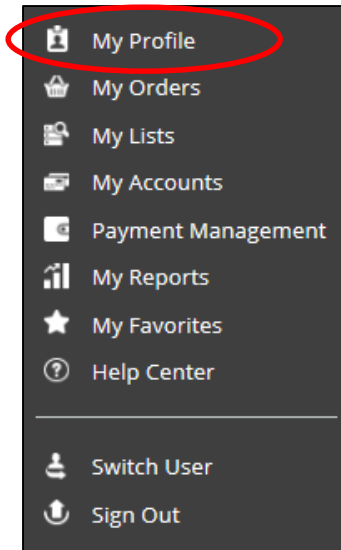 My Profile
My Orders
My Lists
My Accounts
Payment Management
My Reports
My Favorites
Help Center
Switch User
Sign Out